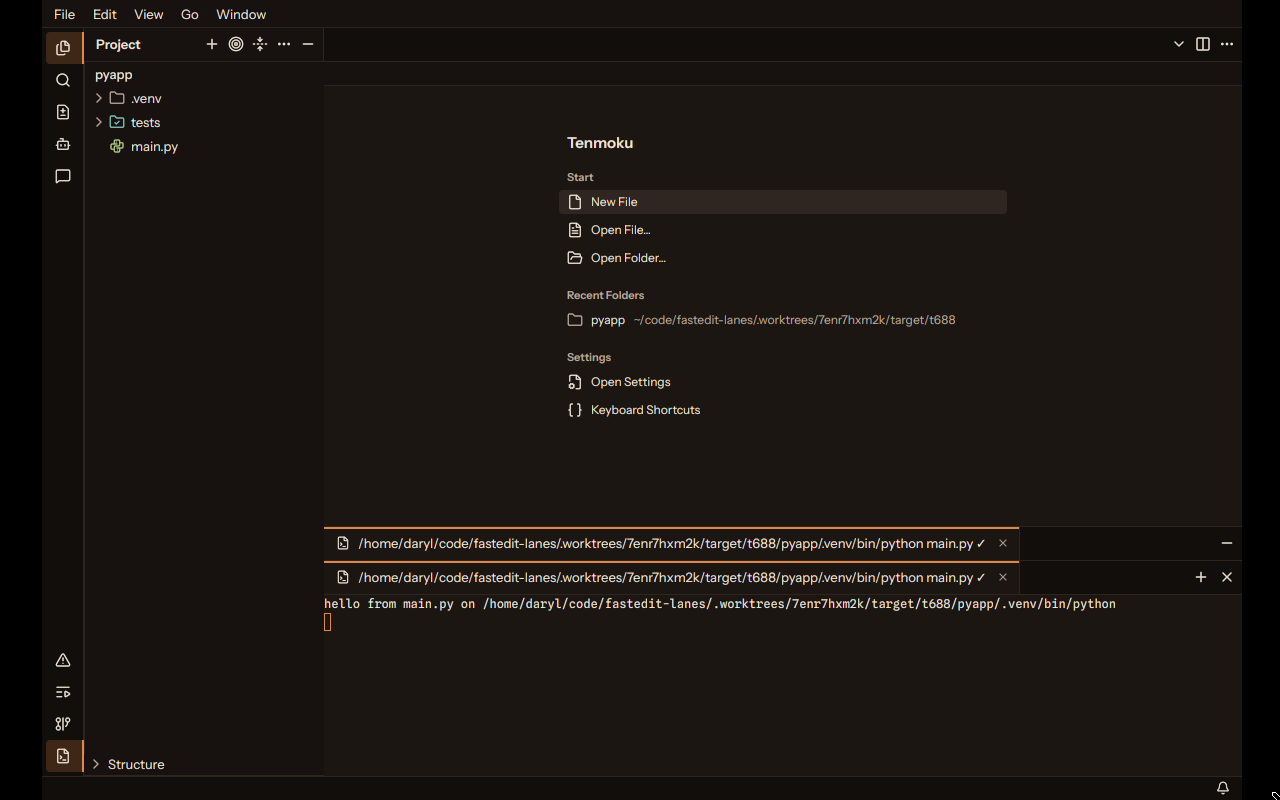 File Edit View Go Window
Project
pyapp
.venv
tests
main.py
Tenmoku
Start
New File
Open File...
Open Folder...
Recent Folders
pyapp ~/code/fastedit-lanes/.worktrees/7enr7hxm2k/target/t688
Settings
Open Settings
Keyboard Shortcuts
/home/daryl/code/fastedit-lanes/.worktrees/7enr7hxm2k/target/t688/pyapp/.venv/bin/python main.py ✓
/home/daryl/code/fastedit-lanes/.worktrees/7enr7hxm2k/target/t688/pyapp/.venv/bin/python main.py ✓
hello from main.py on /home/daryl/code/fastedit-lanes/.worktrees/7enr7hxm2k/target/t688/pyapp/.venv/bin/python
Structure